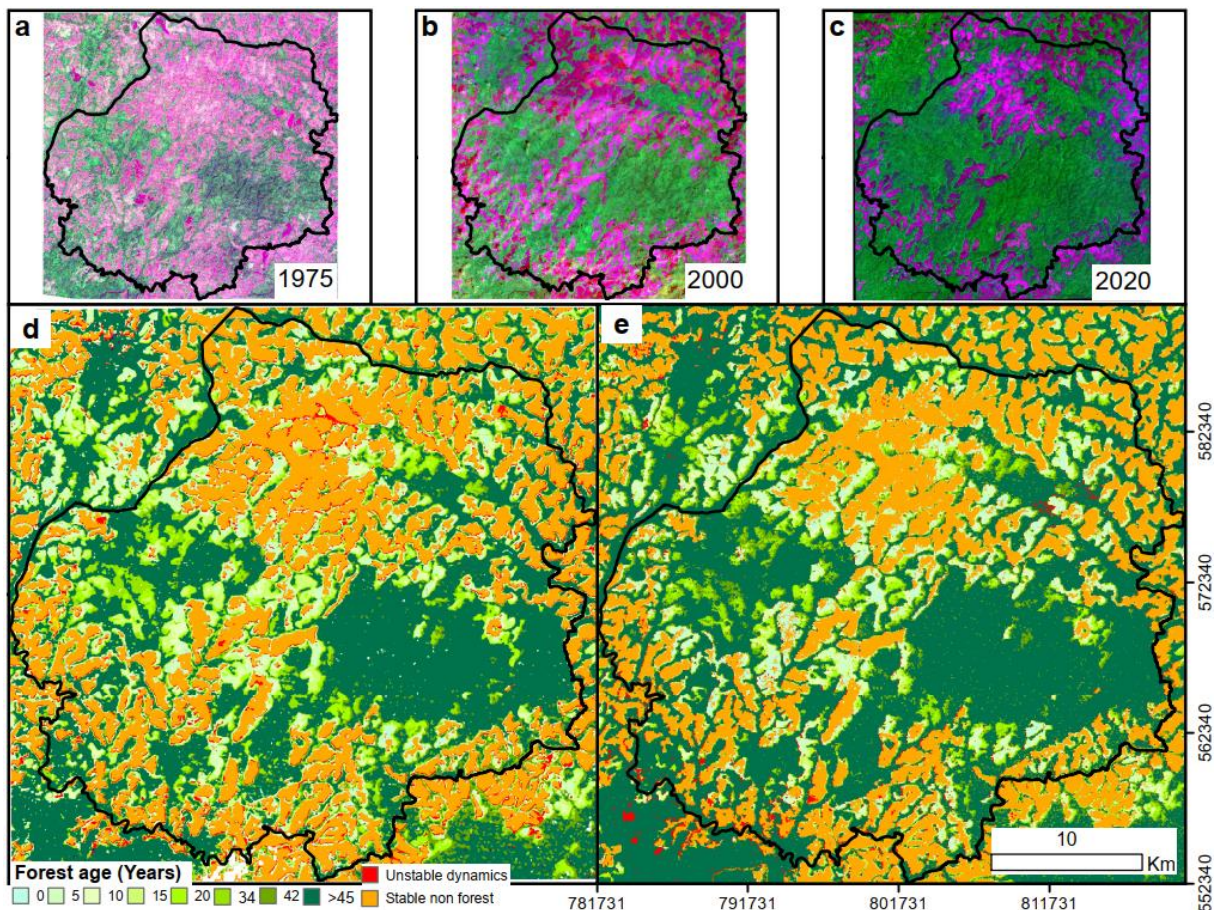 a
b
c
1975
2000
2020
d
e
582340
572340
562340
552340
10
Km
Forest age (Years)
0 5 10 15 20 34 42 >45
Unstable dynamics
Stable non forest
781731 791731 801731 811731